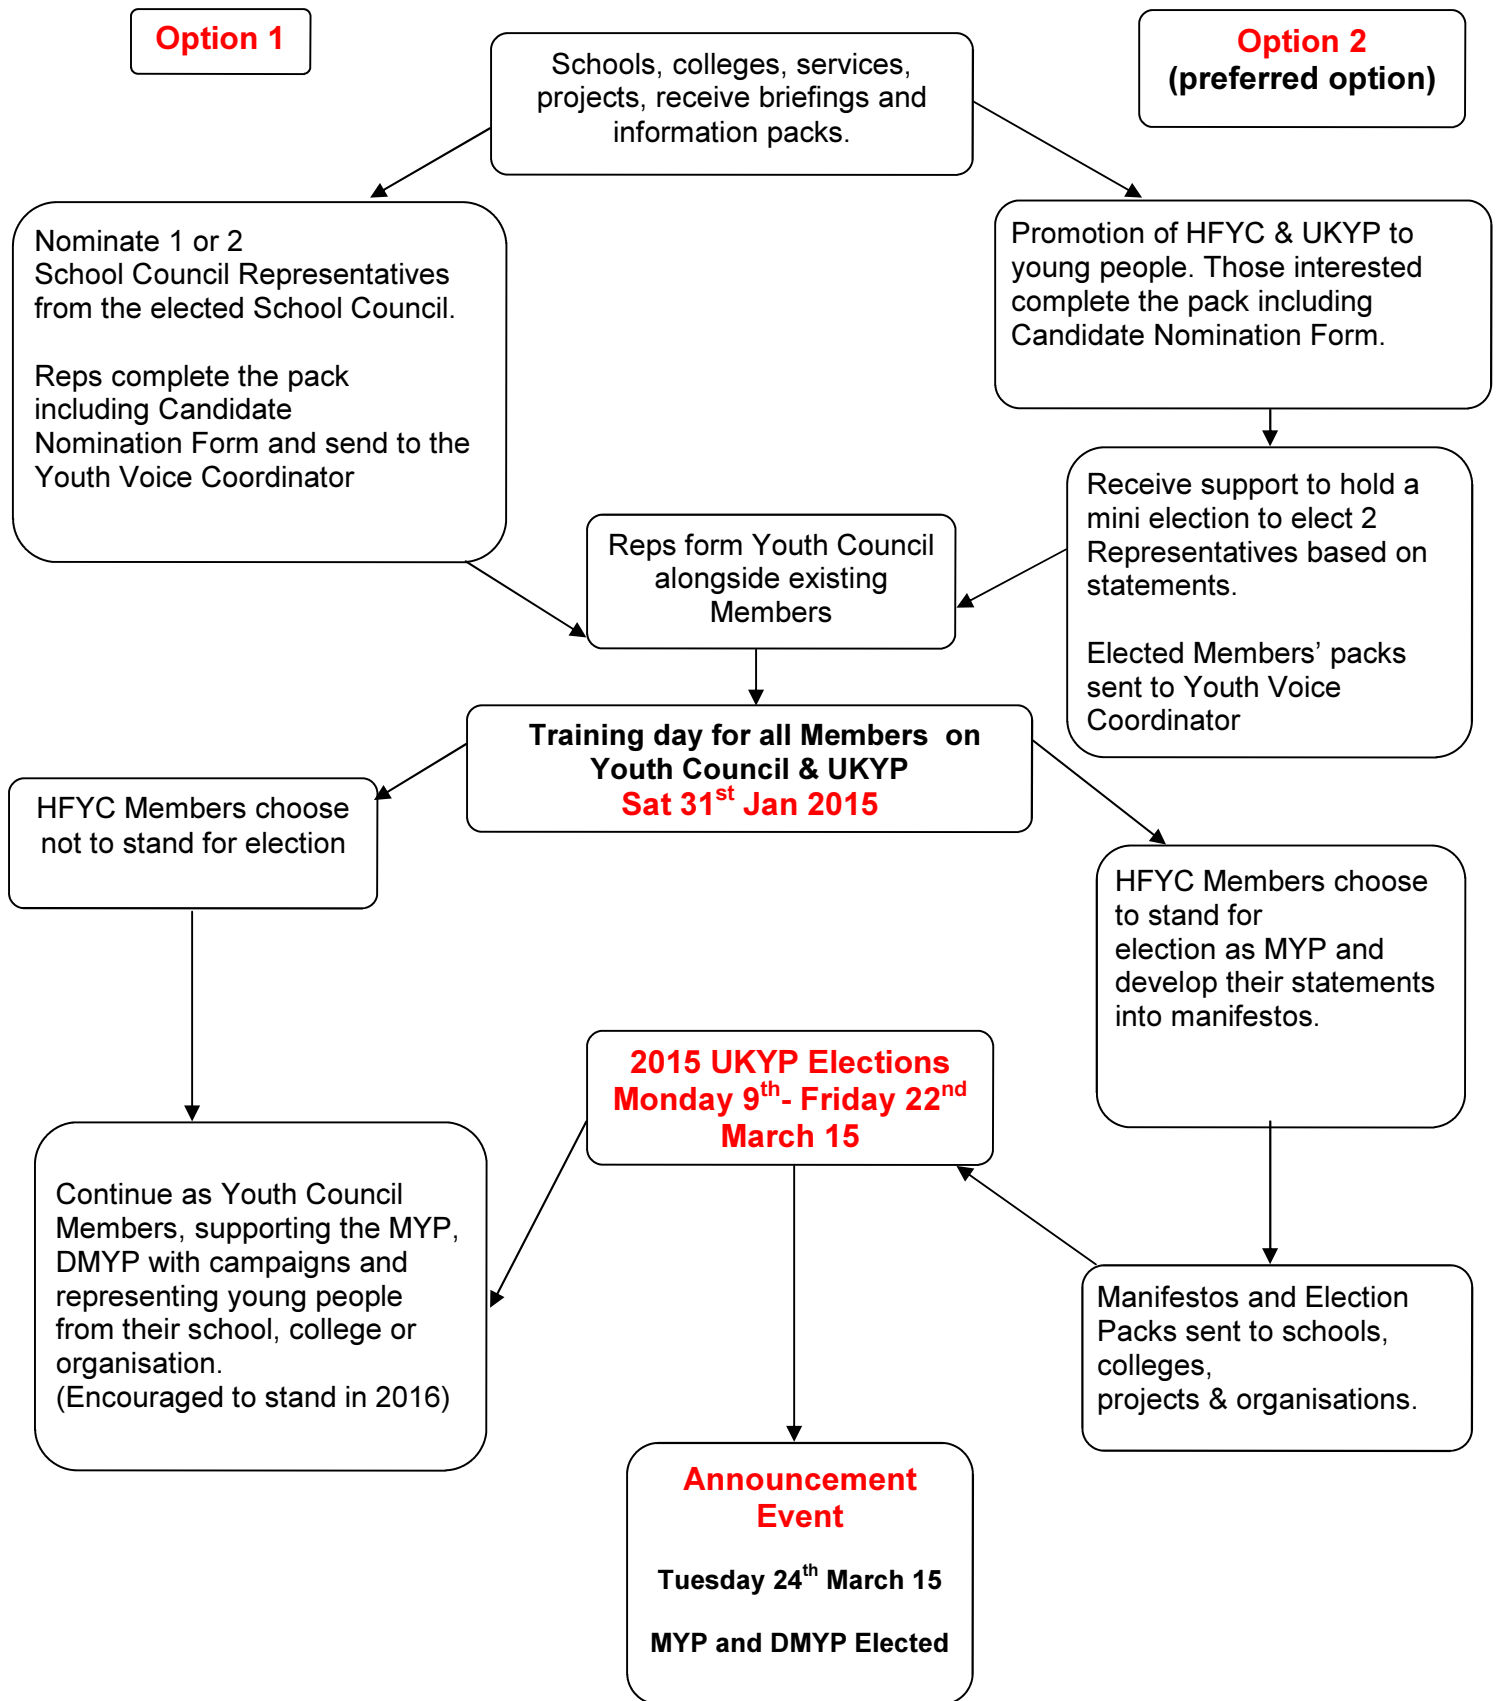 Option 1
Schools, colleges, services,
projects, receive briefings and
information packs.
Option 2
(preferred option)
Nominate 1 or 2
School Council Representatives
from the elected School Council.
Reps complete the pack
including Candidate
Nomination Form and send to the
Youth Voice Coordinator
Promotion of HFYC & UKYP to
young people. Those interested
complete the pack including
Candidate Nomination Form.
Receive support to hold a
mini election to elect 2
Representatives based on
statements.
Elected Members’ packs
sent to Youth Voice
Coordinator
Reps form Youth Council
alongside existing
Members
Training day for all Members on
Youth Council & UKYP
Sat 31st Jan 2015
HFYC Members choose
not to stand for election
HFYC Members choose
to stand for
election as MYP and
develop their statements
into manifestos.
2015 UKYP Elections
Monday 9th- Friday 22nd
March 15
Continue as Youth Council
Members, supporting the MYP,
DMYP with campaigns and
representing young people
from their school, college or
organisation.
(Encouraged to stand in 2016)
Manifestos and Election
Packs sent to schools,
colleges,
projects & organisations.
Announcement
Event
Tuesday 24th March 15
MYP and DMYP Elected